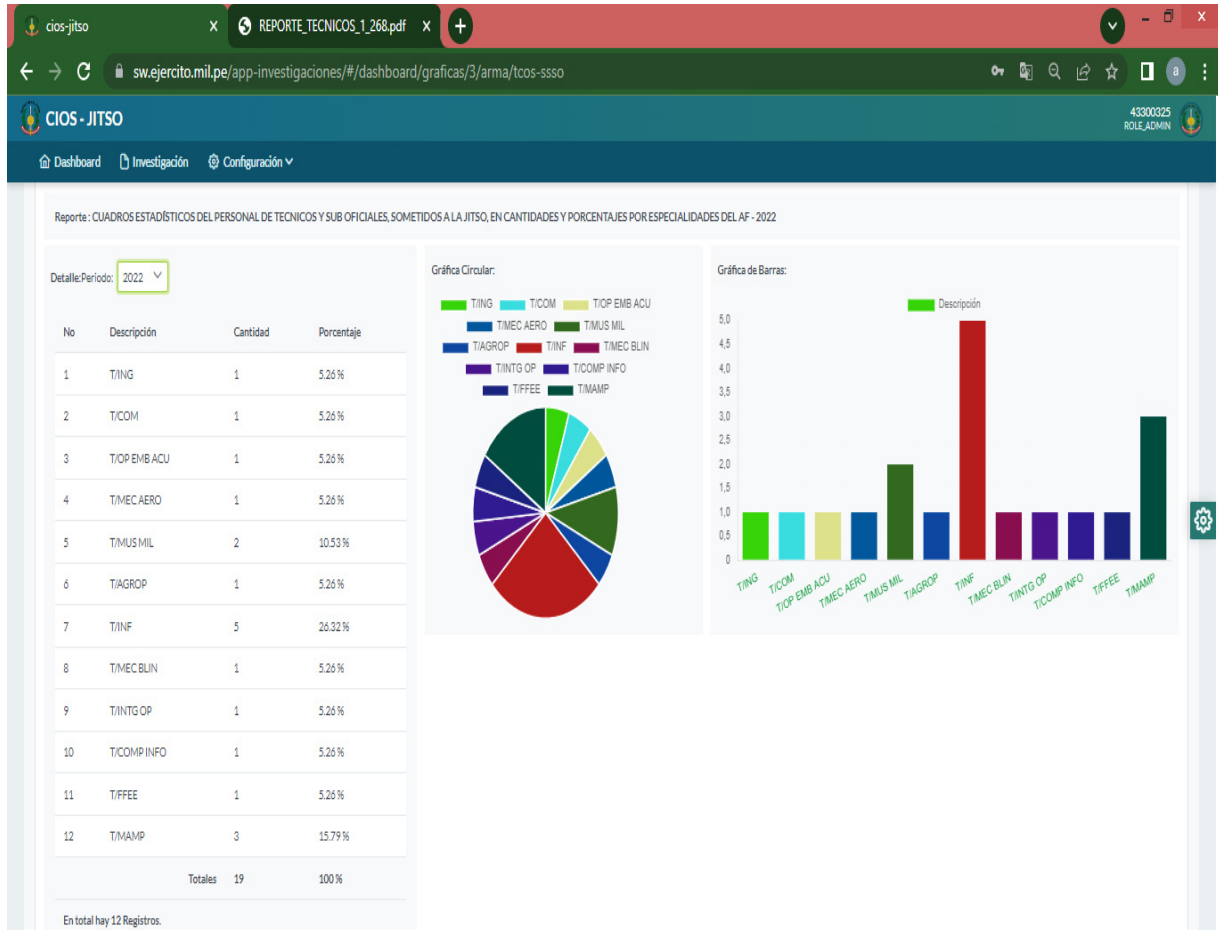 cios-jitso x REPORTE_TECNICOS_1_268.pdf x +
sw.ejercito.mil.pe/app-investigaciones/#/dashboard/graficas/3/arma/tcos-ssso
a
CIOS - JITSO
43300325
ROLE_ADMIN
Dashboard Investigación Configuración
Reporte : CUADROS ESTADÍSTICOS DEL PERSONAL DE TECNICOS Y SUB OFICIALES, SOMETIDOS A LA JITSO, EN CANTIDADES Y PORCENTAJES POR ESPECIALIDADES DEL AF - 2022
Detalle:Periodo: 2022
No Descripción Cantidad Porcentaje
1 T/ING 1 5.26 %
2 T/COM 1 5.26 %
3 T/OP EMB ACU 1 5.26 %
4 T/MEC AERO 1 5.26 %
5 T/MUS MIL 2 10.53 %
6 T/AGROP 1 5.26 %
7 T/INF 5 26.32 %
8 T/MEC BLIN 1 5.26 %
9 T/INTG OP 1 5.26 %
10 T/COMP INFO 1 5.26 %
11 T/FFEE 1 5.26 %
12 T/MAMP 3 15.79 %
Totales 19 100 %
En total hay 12 Registros.
Gráfica Circular:
T/ING T/COM T/OP EMB ACU
T/MEC AERO T/MUS MIL
T/AGROP T/INF T/MEC BLIN
T/INTG OP T/COMP INFO
T/FFEE T/MAMP
Gráfica de Barras:
Descripción
5,0
4,5
4,0
3,5
3,0
2,5
2,0
1,5
1,0
0,5
0
T/ING T/COM T/OP EMB ACU T/MEC AERO T/MUS MIL T/AGROP T/INF T/MEC BLIN T/INTG OP T/COMP INFO T/FFEE T/MAMP